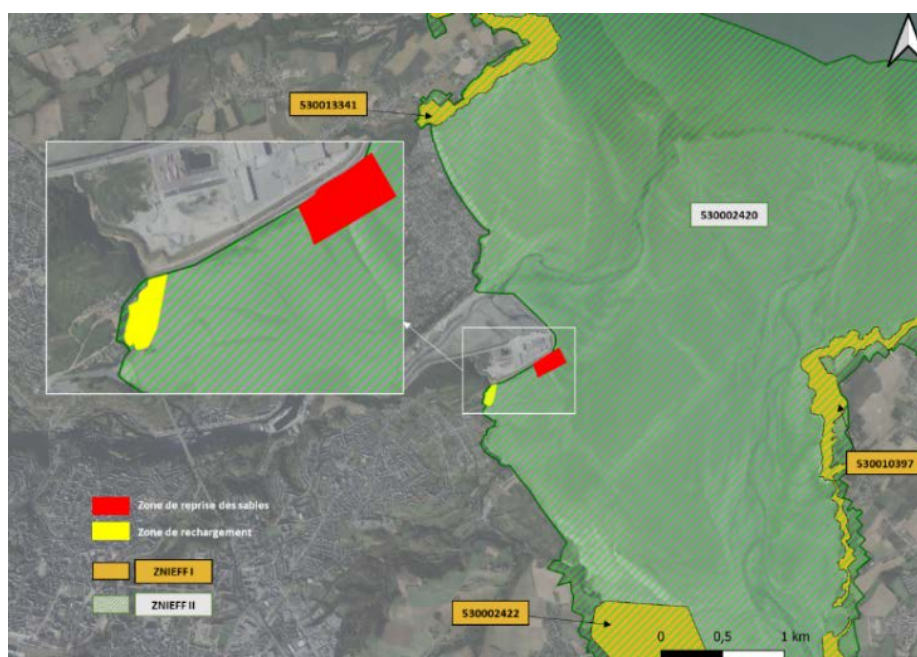 530013341
530002420
530010397
Zone de reprise des sables
Zone de rechargement
ZNIEFF I
ZNIEFF II
530002422
0 0,5 1 km